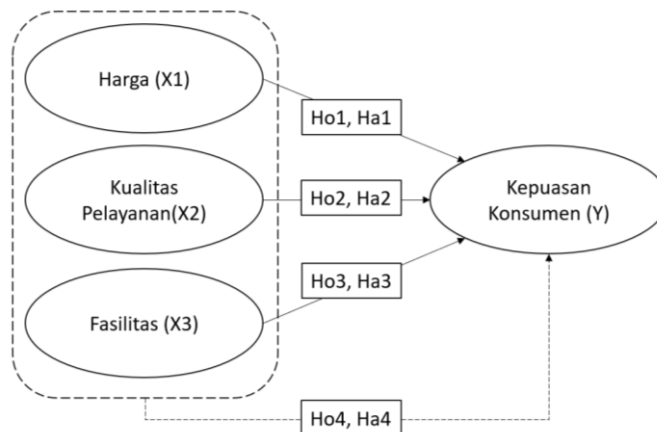 Harga (X1)
Ho1, Ha1
Kualitas
Pelayanan(X2)
Ho2, Ha2
Kepuasan
Konsumen (Y)
Ho3, Ha3
Fasilitas (X3)
Ho4, Ha4